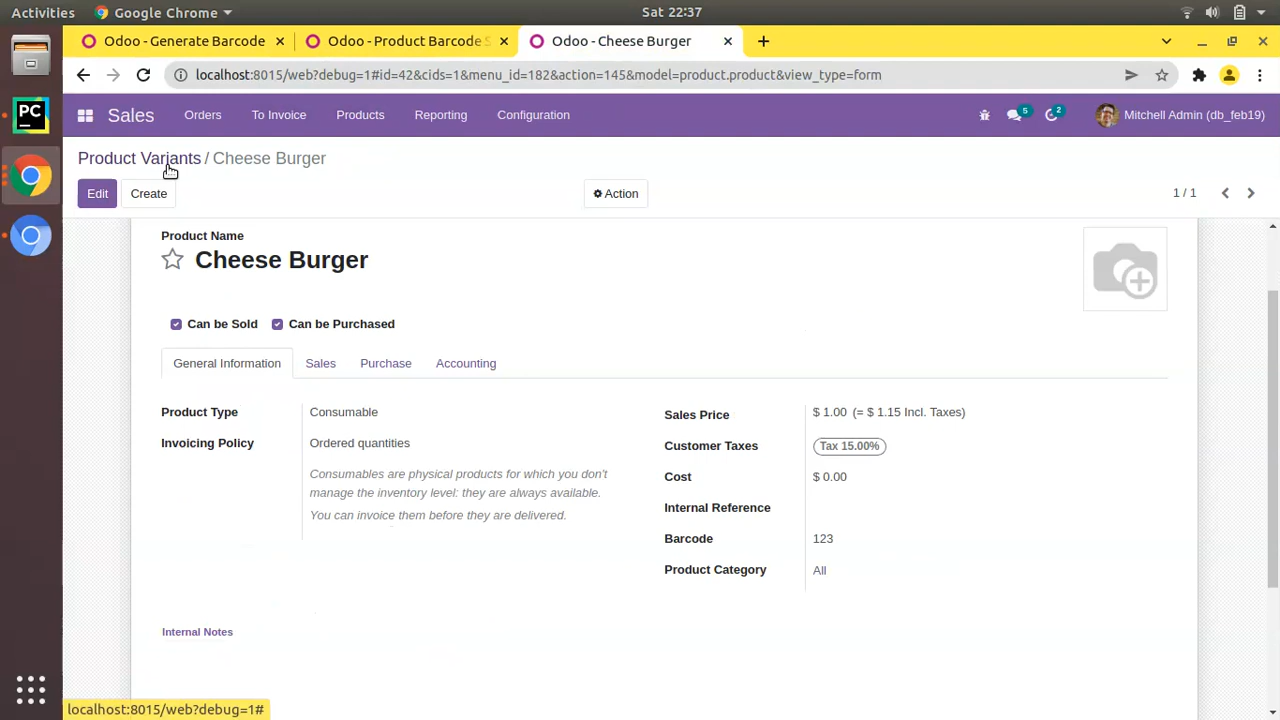 Activities Google Chrome Sat 22:37
Odoo - Generate Barcode Odoo - Product Barcode S Odoo - Cheese Burger
localhost:8015/web?debug=1#id=42&cids=1&menu_id=182&action=145&model=product.product&view_type=form
PC
Sales Orders To Invoice Products Reporting Configuration 5 2 Mitchell Admin (db_feb19)
Product Variants / Cheese Burger
Edit Create Action 1 / 1
Product Name
Cheese Burger
Can be Sold Can be Purchased
General Information Sales Purchase Accounting
Product Type Consumable
Invoicing Policy Ordered quantities
Consumables are physical products for which you don't
manage the inventory level: they are always available.
You can invoice them before they are delivered.
Sales Price $ 1.00 (= $ 1.15 Incl. Taxes)
Customer Taxes Tax 15.00%
Cost $ 0.00
Internal Reference
Barcode 123
Product Category All
Internal Notes
localhost:8015/web?debug=1#